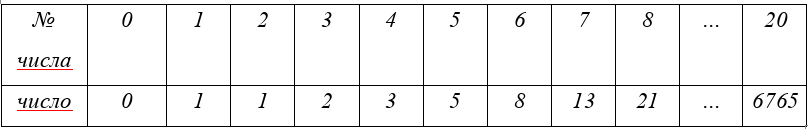 № 0 1 2 3 4 5 6 7 8 ... 20
числа
число 0 1 1 2 3 5 8 13 21 ... 6765